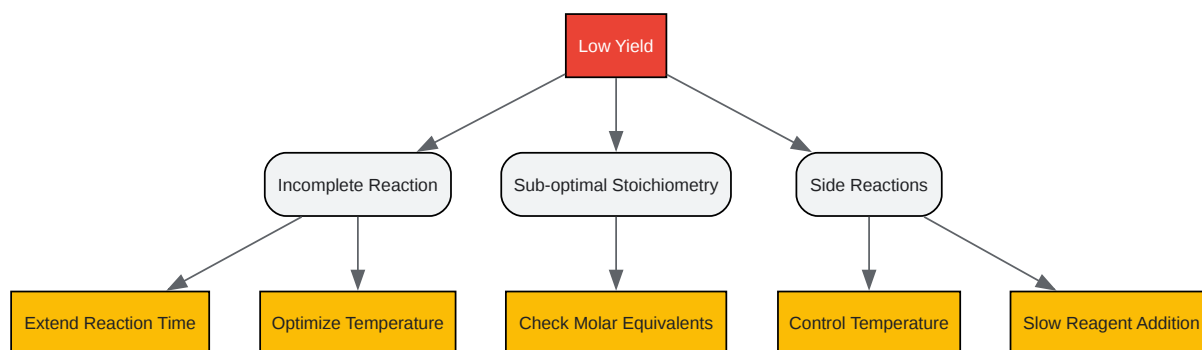 Low Yield
Incomplete Reaction
Sub-optimal Stoichiometry
Side Reactions
Extend Reaction Time
Optimize Temperature
Check Molar Equivalents
Control Temperature
Slow Reagent Addition